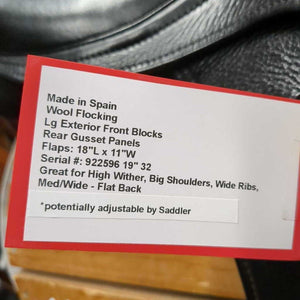 Made in Spain
Wool Flocking
Lg Exterior Front Blocks
Rear Gusset Panels
Flaps: 18"L x 11"W
Serial #: 922596 19" 32
Great for High Wither, Big Shoulders, Wide Ribs,
Med/Wide - Flat Back
*potentially adjustable by Saddler